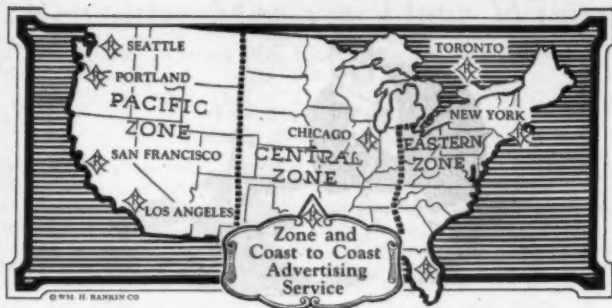 SEATTLE
TORONTO
PORTLAND
PACIFIC
ZONE
NEW YORK
CHICAGO
EASTERN
ZONE
CENTRAL
ZONE
SAN FRANCISCO
LOS ANGELES
Zone and
Coast to Coast
Advertising
Service
© WM. H. RANKIN CO